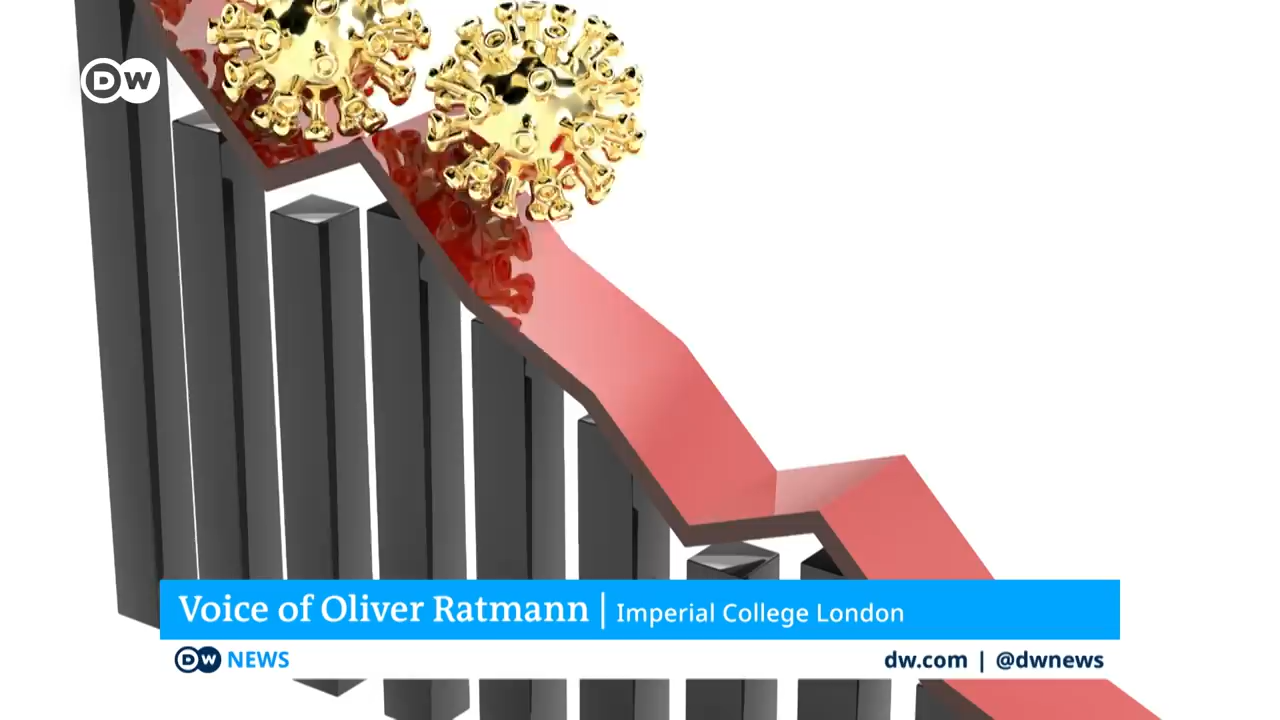 DW
Voice of Oliver Ratmann | Imperial College London
DW NEWS
dw.com | @dwnews